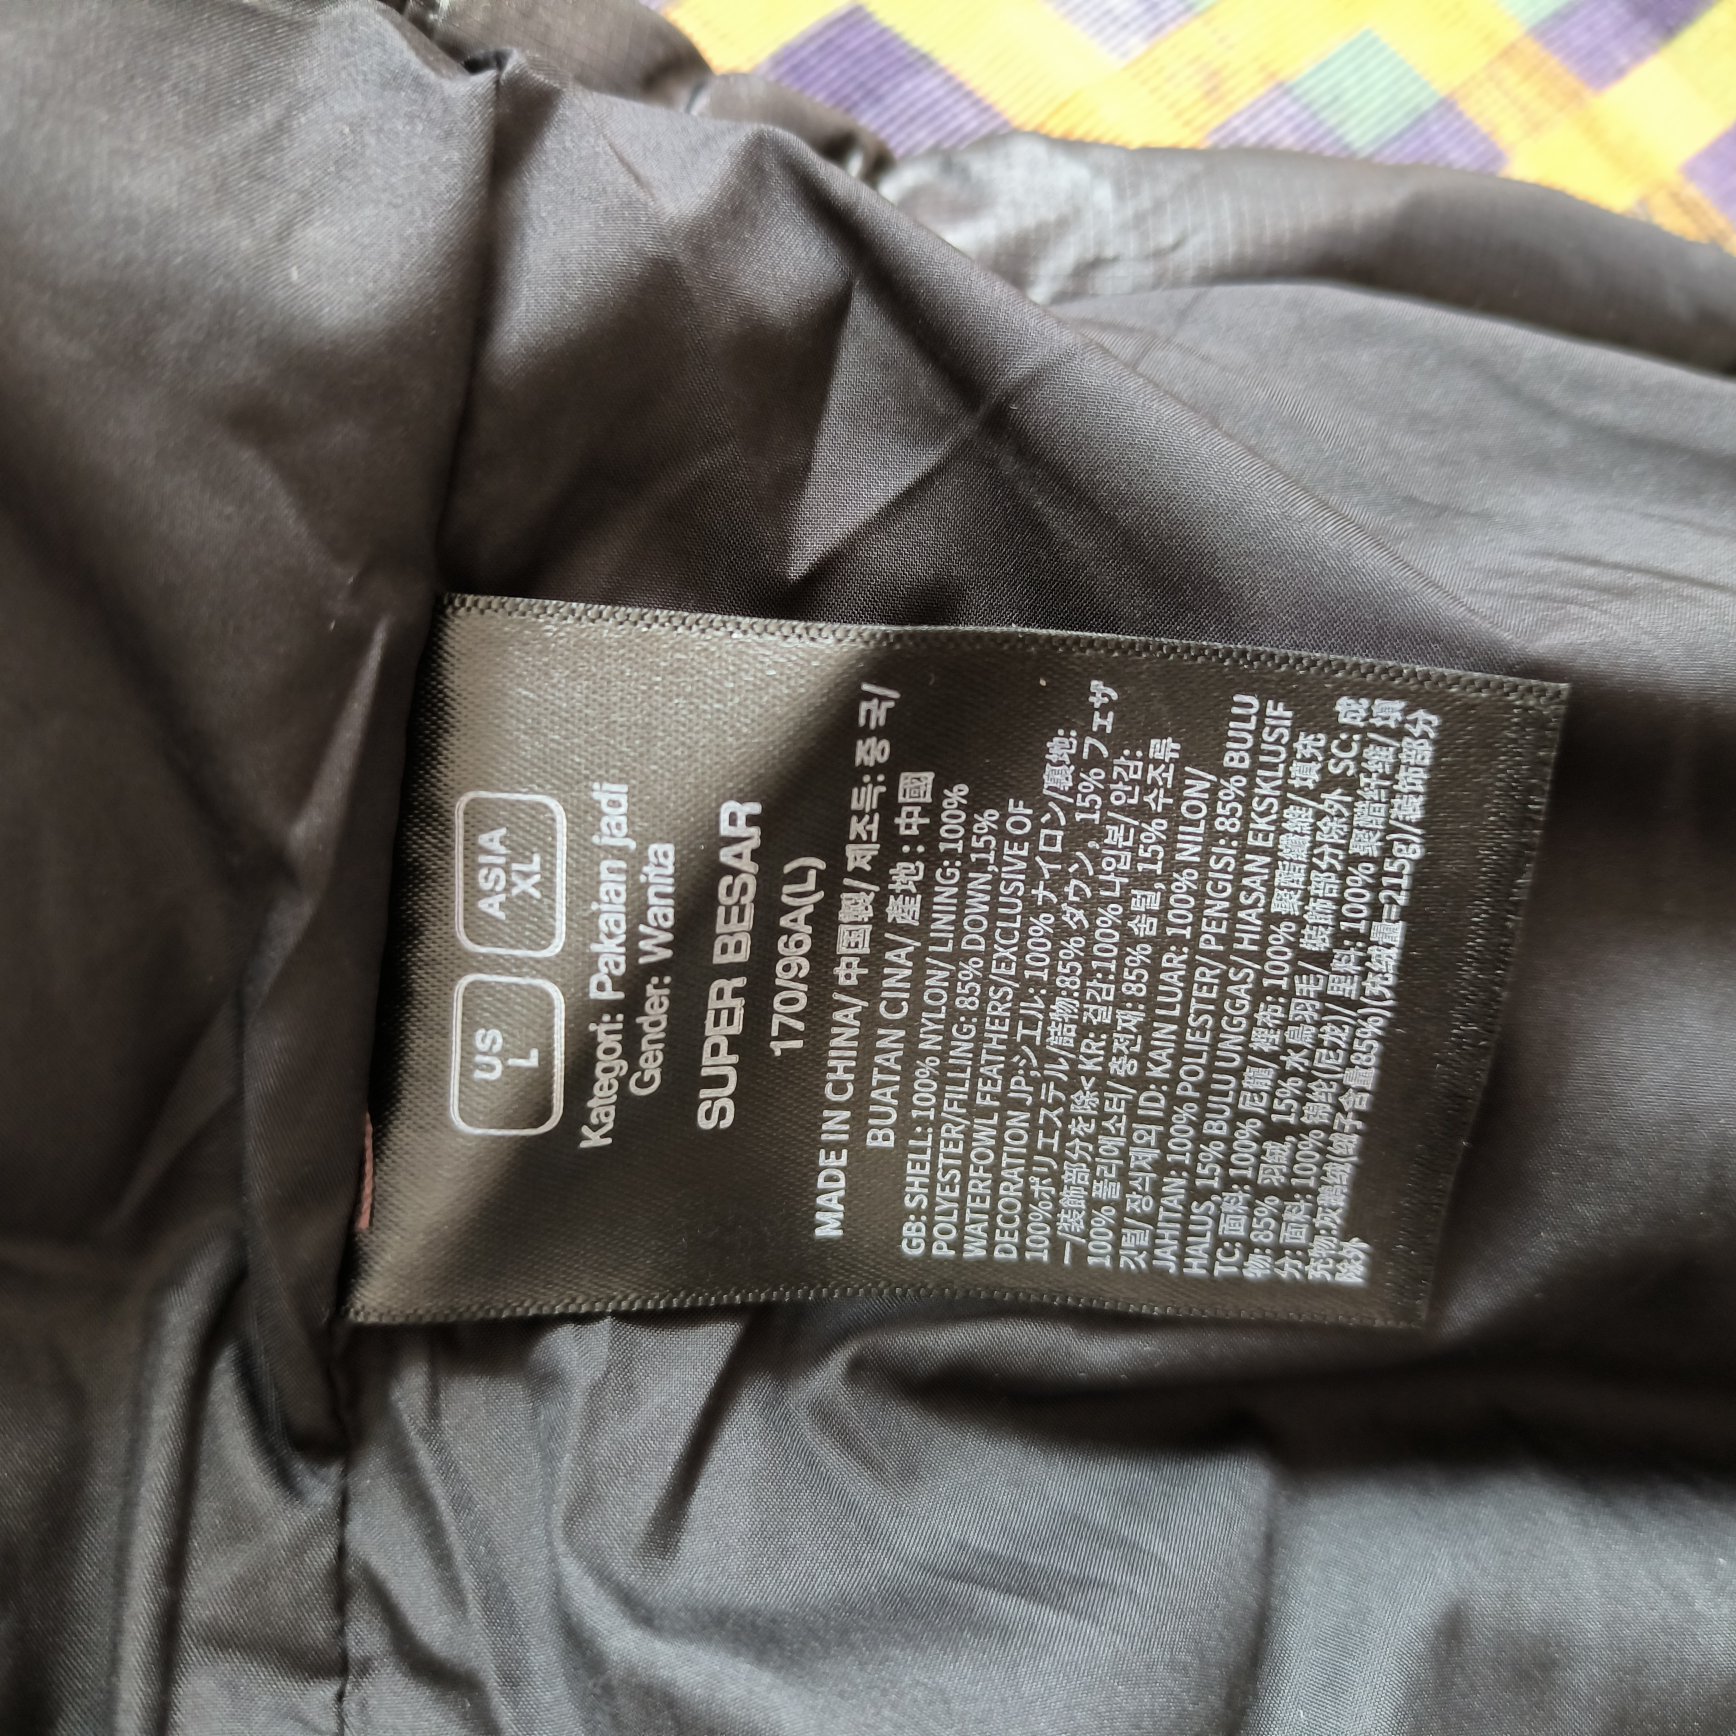 US
L
ASIA
XL
Kategori: Pakaian jadi
Gender: Wanita
SUPER BESAR
170/96A(L)
MADE IN CHINA/ 中国製/ 제조득: 중국/
BUATAN CINA/ 產地 : 中國
GB: SHELL: 100% NYLON/ LINING: 100%
POLYESTER/FILLING: 85% DOWN,15%
WATERFOWL FEATHERS/EXCLUSIVE OF
DECORATION JP;シエル: 100% ナイロン/裏地:
100%ポリエステル/詰物:85% ダウン, 15% フェザ
ー/装飾部分を除< KR: 겉감:100% 나일본/ 안감:
100% 폴리에소터/ 충전재: 85% 솜털, 15% 수조류
깃털/ 장식제외 ID: KAIN LUAR: 100% NILON/
JAHITAN: 100% POLIESTER/ PENGISI: 85% BULU
HALUS, 15% BULU UNGGAS/ HIASAN EKSKLUSIF
TC: 面料: 100% 尼龍/ 裡布: 100% 聚酯纖維/ 填充
物: 85% 羽絨, 15% 水鳥羽毛/ 裝飾部分除外 SC: 成
分: 面料: 100% 锦纶(尼龙)/ 里料: 100% 聚酯纤维/ 填
充物:灰鹅绒(绒子含量85%)(充绒量=215g)/装饰部分
除外